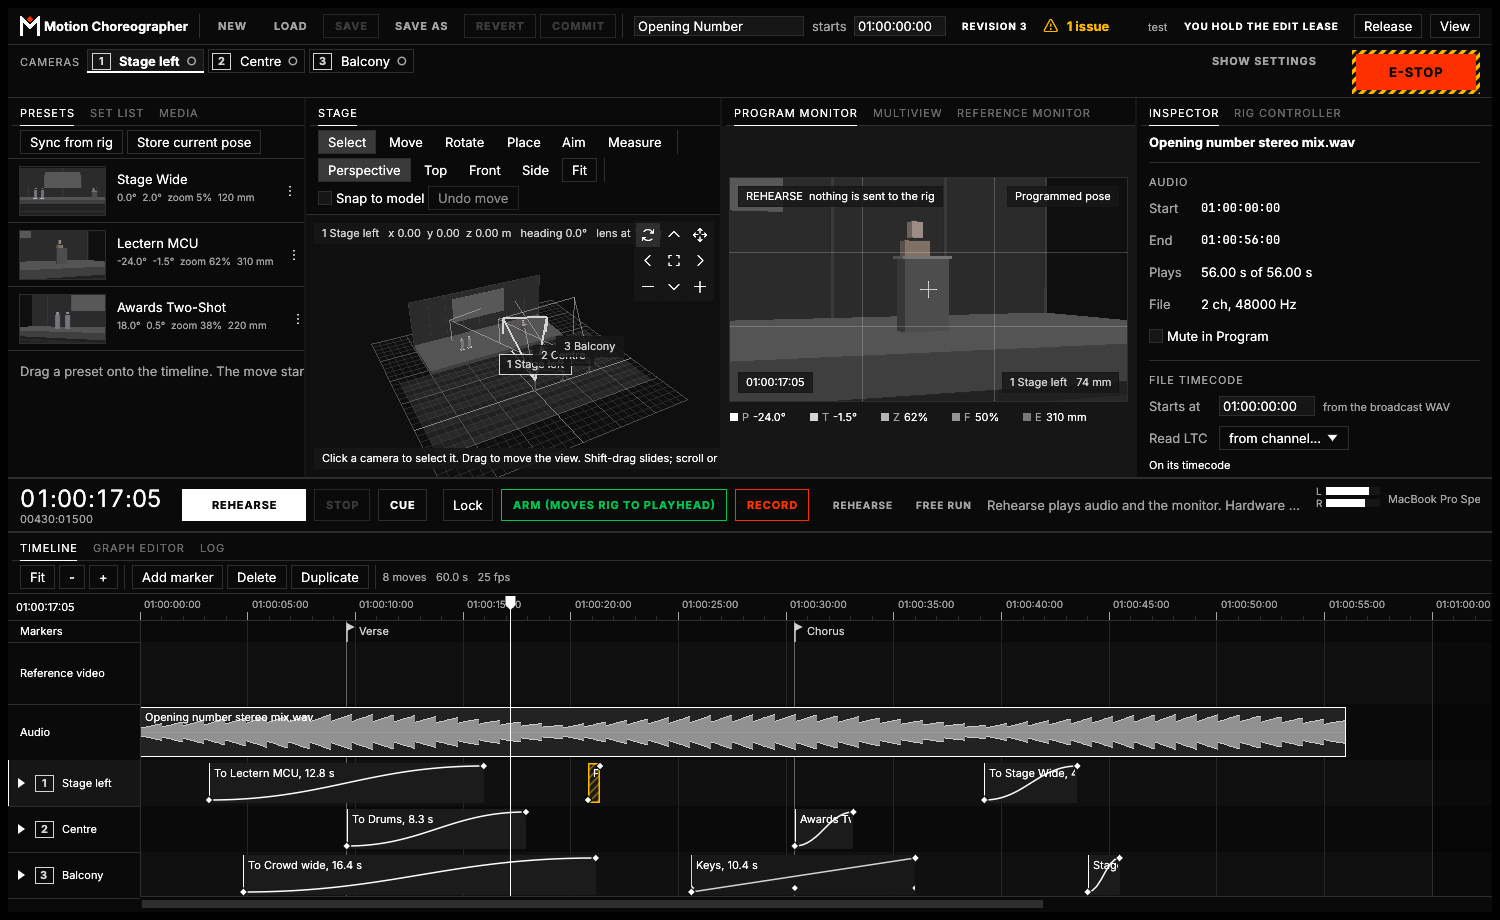 Motion Choreographer NEW LOAD SAVE SAVE AS REVERT COMMIT Opening Number starts 01:00:00:00 REVISION 3 1 issue test YOU HOLD THE EDIT LEASE Release View
CAMERAS 1 Stage left 2 Centre 3 Balcony SHOW SETTINGS E-STOP
PRESETS SET LIST MEDIA
Sync from rig Store current pose
Stage Wide
0.0° 2.0° zoom 5% 120 mm
Lectern MCU
-24.0° -1.5° zoom 62% 310 mm
Awards Two-Shot
18.0° 0.5° zoom 38% 220 mm
Drag a preset onto the timeline. The move star
STAGE
Select Move Rotate Place Aim Measure
Perspective Top Front Side Fit
Snap to model Undo move
1 Stage left x 0.00 y 0.00 z 0.00 m heading 0.0° lens at
3 Balcony
2 Centre
1 Stage left
Click a camera to select it. Drag to move the view. Shift-drag slides; scroll or
PROGRAM MONITOR MULTIVIEW REFERENCE MONITOR
REHEARSE nothing is sent to the rig Programmed pose
01:00:17:05 1 Stage left 74 mm
P -24.0° T -1.5° Z 62% F 50% E 310 mm
INSPECTOR RIG CONTROLLER
Opening number stereo mix.wav
AUDIO
Start 01:00:00:00
End 01:00:56:00
Plays 56.00 s of 56.00 s
File 2 ch, 48000 Hz
Mute in Program
FILE TIMECODE
Starts at 01:00:00:00 from the broadcast WAV
Read LTC from channel...
On its timecode
01:00:17:05
00430:01500
REHEARSE STOP CUE Lock ARM (MOVES RIG TO PLAYHEAD) RECORD REHEARSE FREE RUN Rehearse plays audio and the monitor. Hardware ... L R MacBook Pro Spe
TIMELINE GRAPH EDITOR LOG
Fit - + Add marker Delete Duplicate 8 moves 60.0 s 25 fps
01:00:17:05 01:00:00:00 01:00:05:00 01:00:10:00 01:00:15:00 01:00:20:00 01:00:25:00 01:00:30:00 01:00:35:00 01:00:40:00 01:00:45:00 01:00:50:00 01:00:55:00 01:01:00:00
Markers Verse Chorus
Reference video
Audio Opening number stereo mix.wav
1 Stage left To Lectern MCU, 12.8 s To Stage Wide,
2 Centre To Drums, 8.3 s Awards
3 Balcony To Crowd wide, 16.4 s Keys, 10.4 s Stag